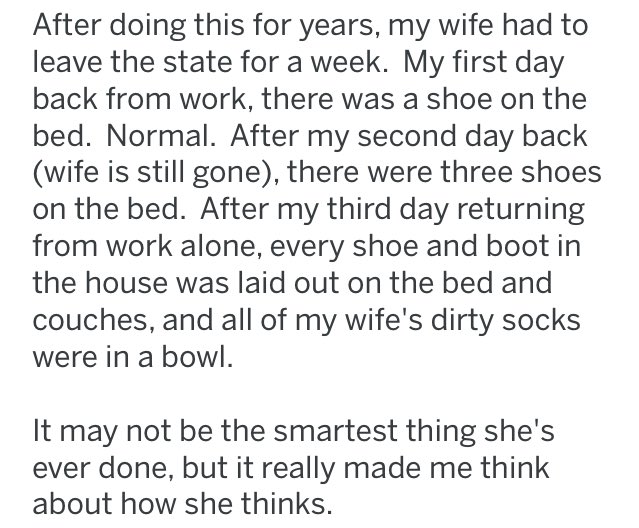 After doing this for years, my wife had to
leave the state for a week.  My first day
back from work, there was a shoe on the
bed.  Normal.  After my second day back
(wife is still gone), there were three shoes
on the bed.  After my third day returning
from work alone, every shoe and boot in
the house was laid out on the bed and
couches, and all of my wife's dirty socks
were in a bowl.

It may not be the smartest thing she's
ever done, but it really made me think
about how she thinks.